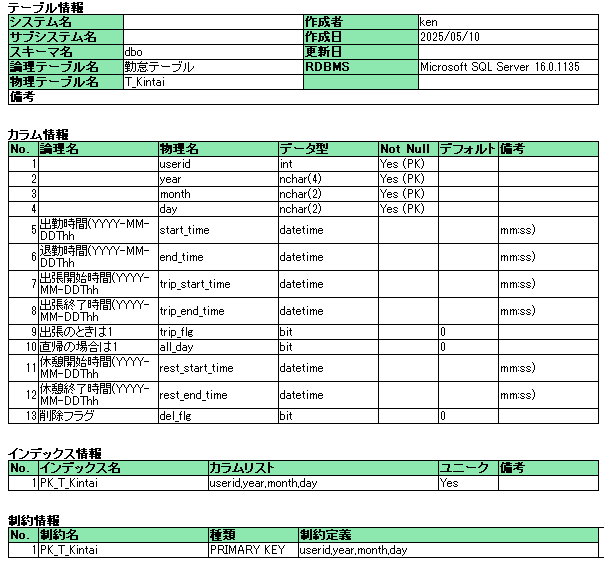 テーブル情報
システム名 作成者 ken
サブシステム名 作成日 2025/05/10
スキーマ名 dbo 更新日
論理テーブル名 勤怠テーブル RDBMS Microsoft SQL Server 16.0.1135
物理テーブル名 T_Kintai
備考
カラム情報
No. 論理名 物理名 データ型 Not Null デフォルト 備考
1 userid int Yes (PK)
2 year nchar(4) Yes (PK)
3 month nchar(2) Yes (PK)
4 day nchar(2) Yes (PK)
5 出勤時間(YYYY-MM-DDThh start_time datetime mm:ss)
6 退勤時間(YYYY-MM-DDThh end_time datetime mm:ss)
7 出張開始時間(YYYY-MM-DDThh trip_start_time datetime mm:ss)
8 出張終了時間(YYYY-MM-DDThh trip_end_time datetime mm:ss)
9 出張のときは1 trip_flg bit 0
10 直帰の場合は1 all_day bit 0
11 休憩開始時間(YYYY-MM-DDThh rest_start_time datetime mm:ss)
12 休憩終了時間(YYYY-MM-DDThh rest_end_time datetime mm:ss)
13 削除フラグ del_flg bit 0
インデックス情報
No. インデックス名 カラムリスト ユニーク 備考
1 PK_T_Kintai userid,year,month,day Yes
制約情報
No. 制約名 種類 制約定義
1 PK_T_Kintai PRIMARY KEY userid,year,month,day